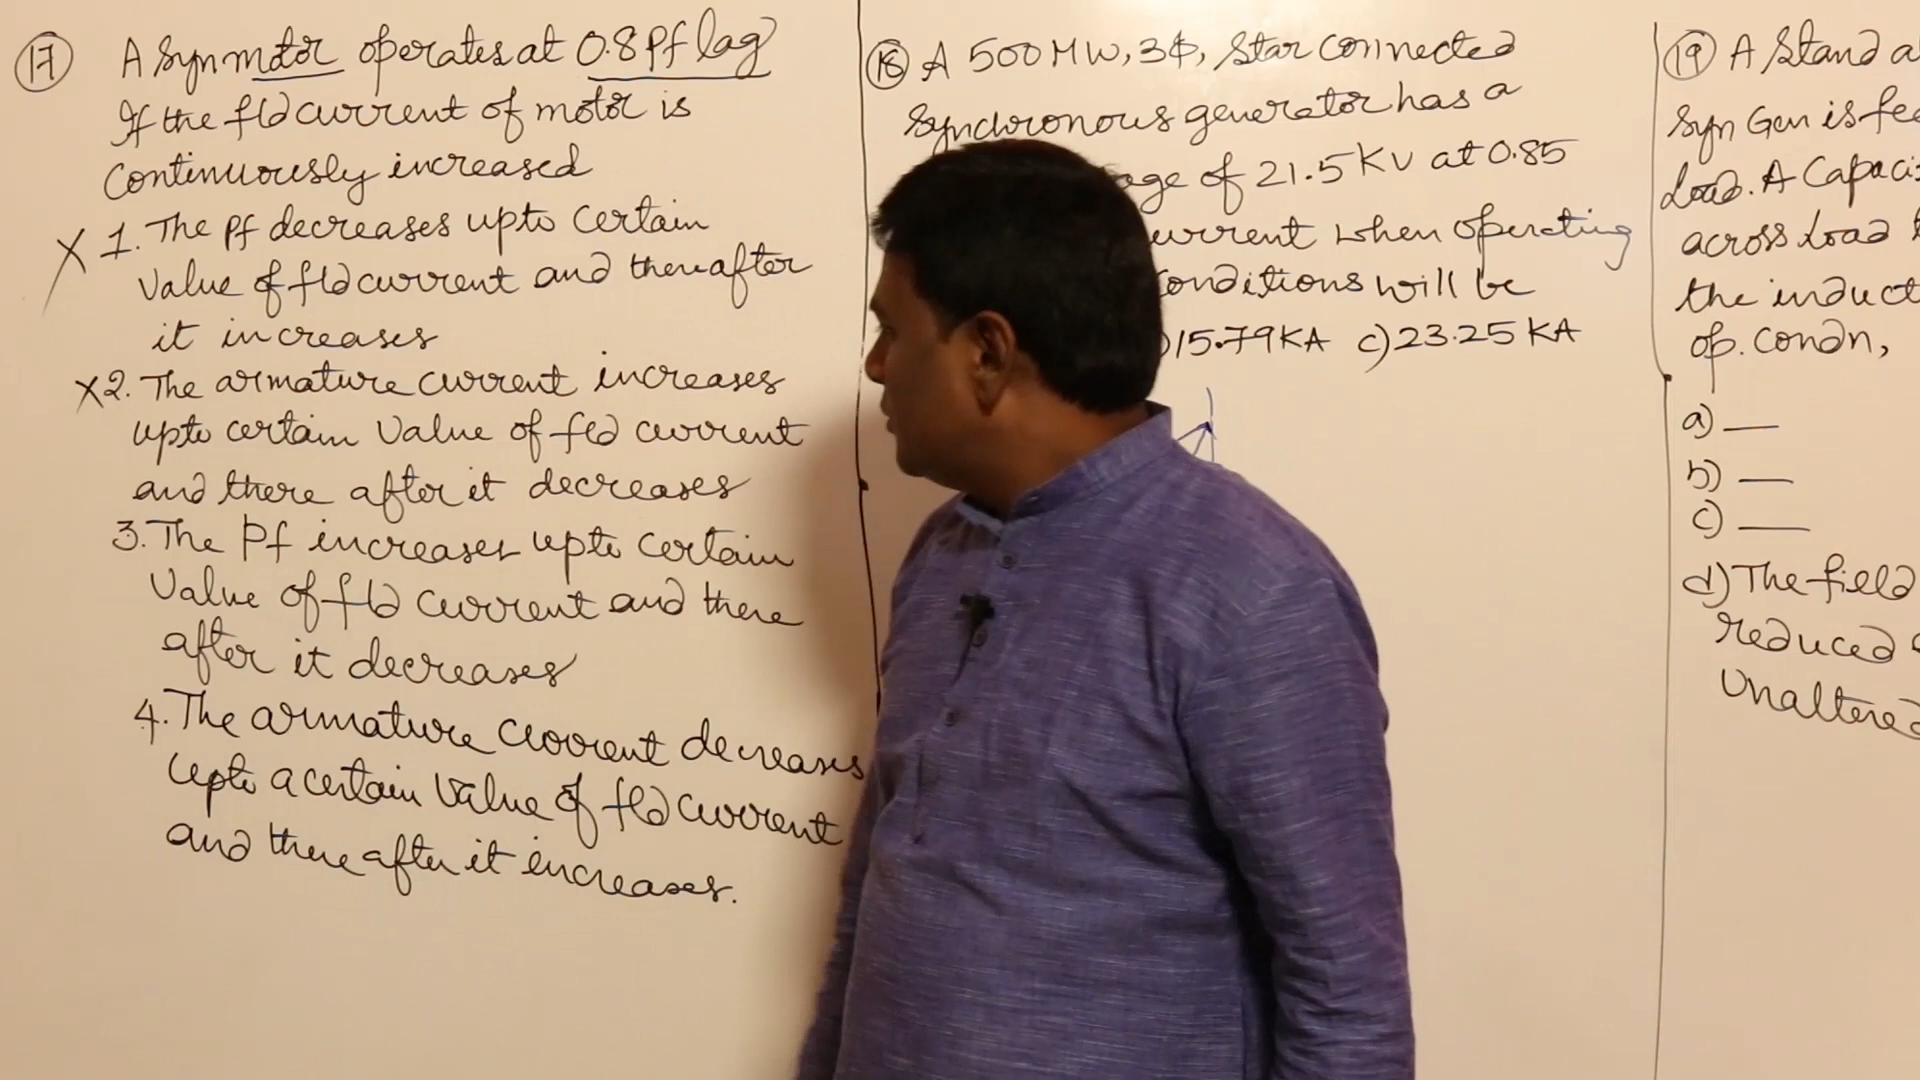 17 A Syn motor operates at 0.8 Pf lag
If the fld current of motor is
continuously increased
X 1. The Pf decreases upto certain
value of fld current and thereafter
it increases
X 2. The armature current increases
upto certain value of fld current
and there after it decreases
3. The Pf increases upto certain
value of fld current and there
after it decreases
4. The armature current decreases
upto a certain value of fld current
and there after it increases.
18 A 500 MW, 3Φ, Star connected
Synchronous generator has a
age of 21.5 KV at 0.85
current when operating
conditions will be
)15.79 KA c) 23.25 KA
19 A Stand a
Syn Gen is fee
Load. A Capaci
across Load
the induct
op. condn,
a) —
b) —
c) —
d) The field
reduced
unaltered